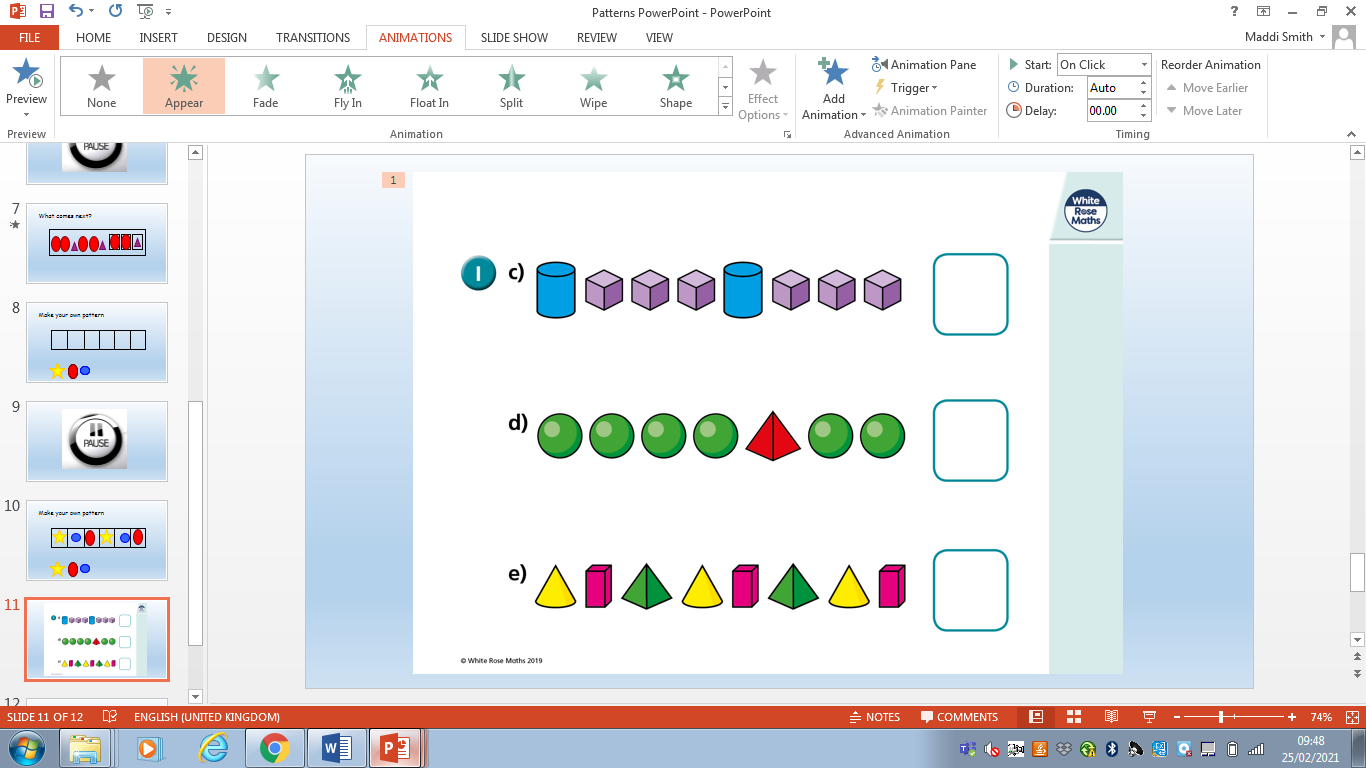 Patterns PowerPoint - PowerPoint
?
FILE HOME INSERT DESIGN TRANSITIONS ANIMATIONS SLIDE SHOW REVIEW VIEW
Maddi Smith
Preview
None Appear Fade Fly In Float In Split Wipe Shape
Effect Options
Add Animation
Animation Pane
Trigger
Animation Painter
Start: On Click
Duration: Auto
Delay: 00.00
Reorder Animation
Move Earlier
Move Later
Preview Animation Advanced Animation Timing
PAUSE
7
What comes next?
8
Make your own pattern
9
PAUSE
10
Make your own pattern
11
12
1
White
Rose
Maths
1 c)
d)
e)
© White Rose Maths 2019
SLIDE 11 OF 12 ENGLISH (UNITED KINGDOM) NOTES COMMENTS 74%
09:48
25/02/2021